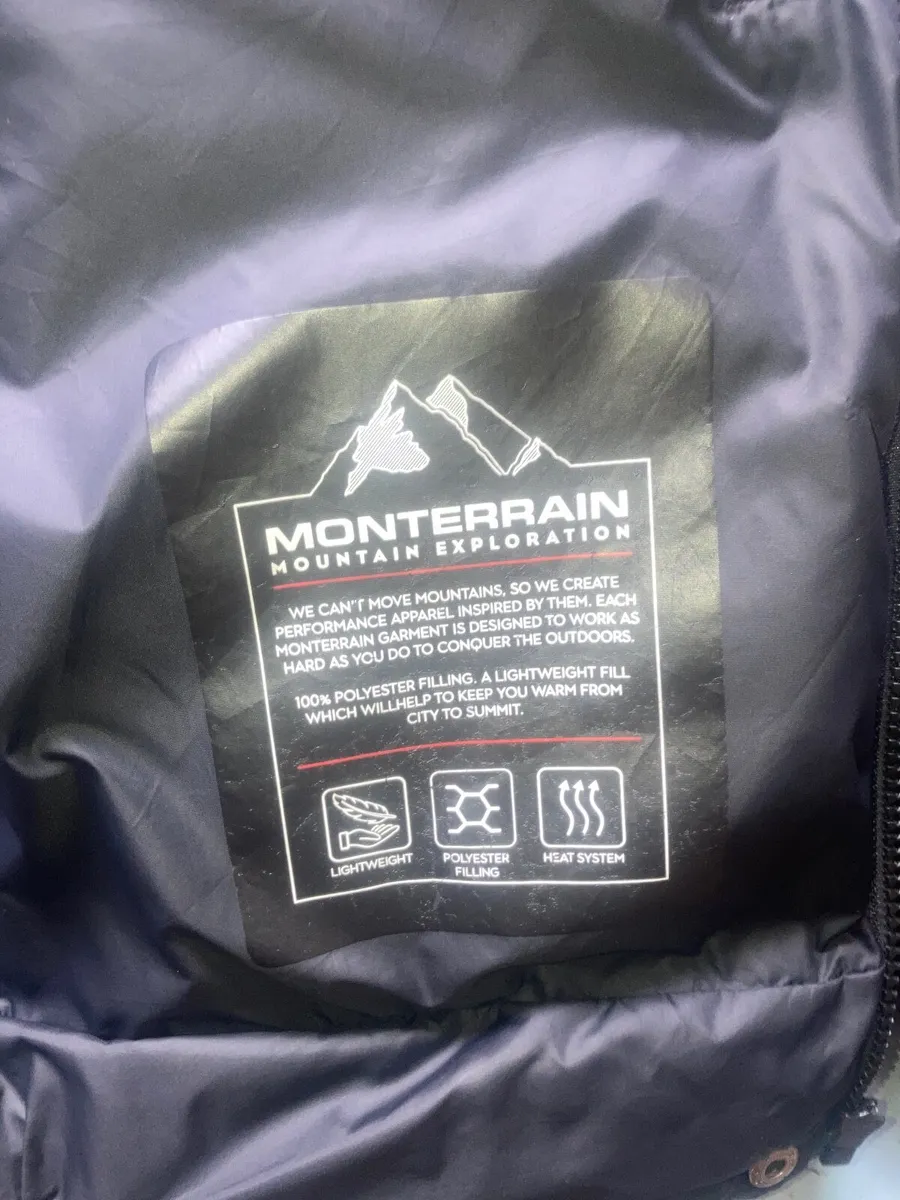 MONTERRAIN
MOUNTAIN EXPLORATION
WE CAN'T MOVE MOUNTAINS, SO WE CREATE
PERFORMANCE APPAREL INSPIRED BY THEM. EACH
MONTERRAIN GARMENT IS DESIGNED TO WORK AS
HARD AS YOU DO TO CONQUER THE OUTDOORS.
100% POLYESTER FILLING. A LIGHTWEIGHT FILL
WHICH WILLHELP TO KEEP YOU WARM FROM
CITY TO SUMMIT.
LIGHTWEIGHT
POLYESTER
FILLING
HEAT SYSTEM